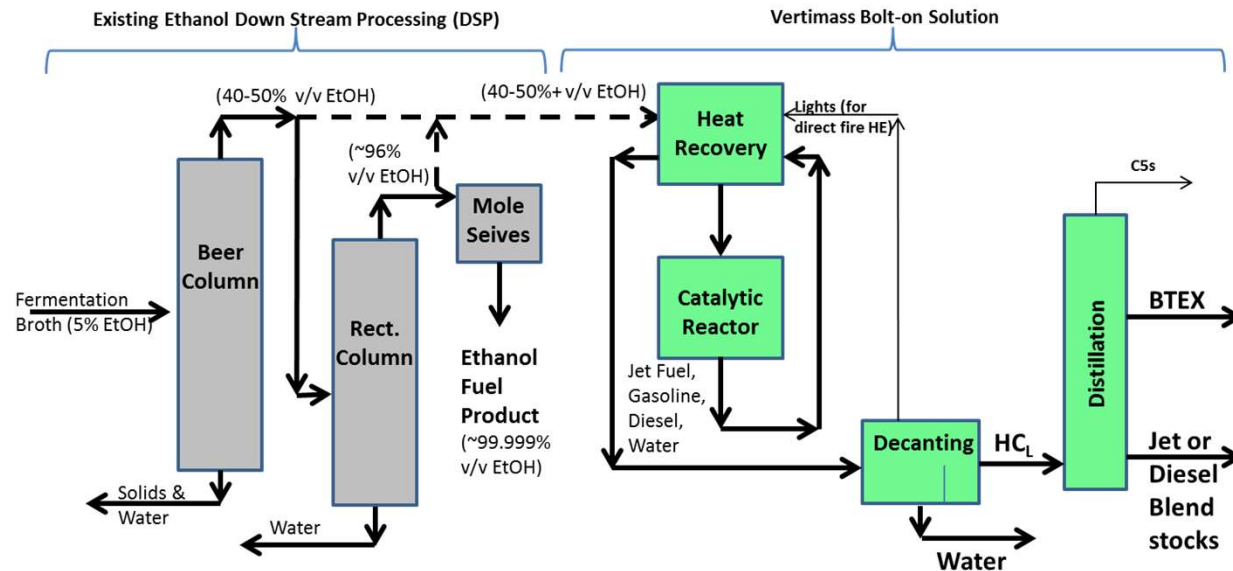 Existing Ethanol Down Stream Processing (DSP)
Vertimass Bolt-on Solution
(40-50%  v/v EtOH)
(40-50%+ v/v EtOH)
(~96%
v/v EtOH)
Beer
Column
Fermentation
Broth (5% EtOH)
Solids &
Water
Rect.
Column
Water
Mole
Seives
Ethanol
Fuel
Product
(~99.999%
v/v EtOH)
Heat
Recovery
Lights (for
direct fire HE)
Catalytic
Reactor
Jet Fuel,
Gasoline,
Diesel,
Water
Decanting
Water
HCL
Distillation
C5s
BTEX
Jet or
Diesel
Blend
stocks